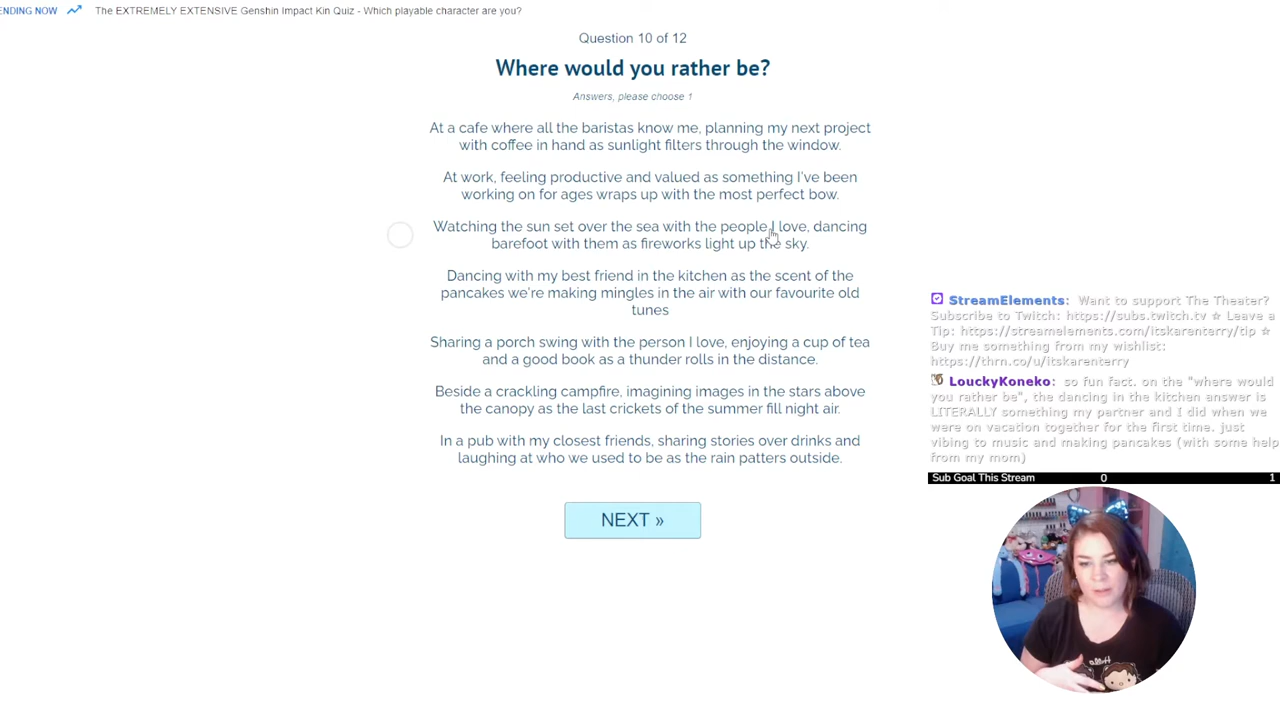 ENDING NOW The EXTREMELY EXTENSIVE Genshin Impact Kin Quiz - Which playable character are you?
Question 10 of 12
Where would you rather be?
Answers, please choose 1
At a cafe where all the baristas know me, planning my next project
with coffee in hand as sunlight filters through the window.
At work, feeling productive and valued as something I've been
working on for ages wraps up with the most perfect bow.
Watching the sun set over the sea with the people I love, dancing
barefoot with them as fireworks light up the sky.
Dancing with my best friend in the kitchen as the scent of the
pancakes we're making mingles in the air with our favourite old
tunes
Sharing a porch swing with the person I love, enjoying a cup of tea
and a good book as a thunder rolls in the distance.
Beside a crackling campfire, imagining images in the stars above
the canopy as the last crickets of the summer fill night air.
In a pub with my closest friends, sharing stories over drinks and
laughing at who we used to be as the rain patters outside.
NEXT »
StreamElements: Want to support The Theater?
Subscribe to Twitch: https://subs.twitch.tv ☆ Leave a
Tip: https://streamelements.com/itskarenterry/tip ☆
Buy me something from my wishlist:
https://thrn.co/u/itskarenterry
LouckyKoneko: so fun fact. on the "where would
you rather be", the dancing in the kitchen answer is
LITERALLY something my partner and I did when we
were on vacation together for the first time. just
vibing to music and making pancakes (with some help
from my mom)
Sub Goal This Stream 0 1
Hello